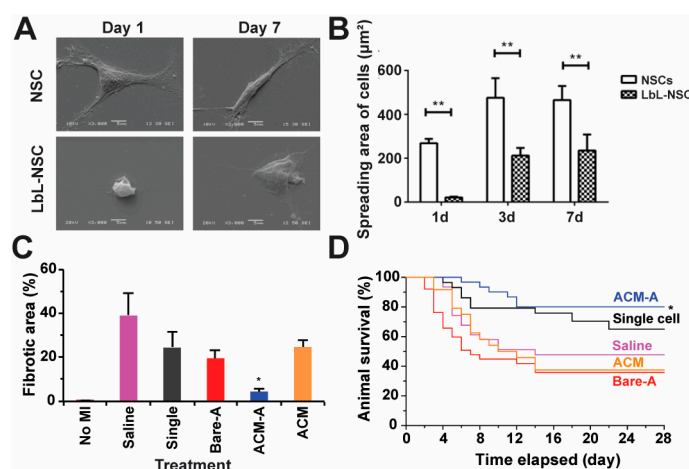 A
Day 1
Day 7
NSC
LbL-NSC
B
Spreading area of cells (µm²)
600
400
200
0
**
**
**
NSCs
LbL-NSC
1d
3d
7d
C
Fibrotic area (%)
60
40
20
0
*
No MI
Saline
Single
Bare-A
ACM-A
ACM
Treatment
D
Animal survival (%)
100
80
60
40
20
0
ACM-A
*
Single cell
Saline
ACM
Bare-A
0
4
8
12
16
20
24
28
Time elapsed (day)